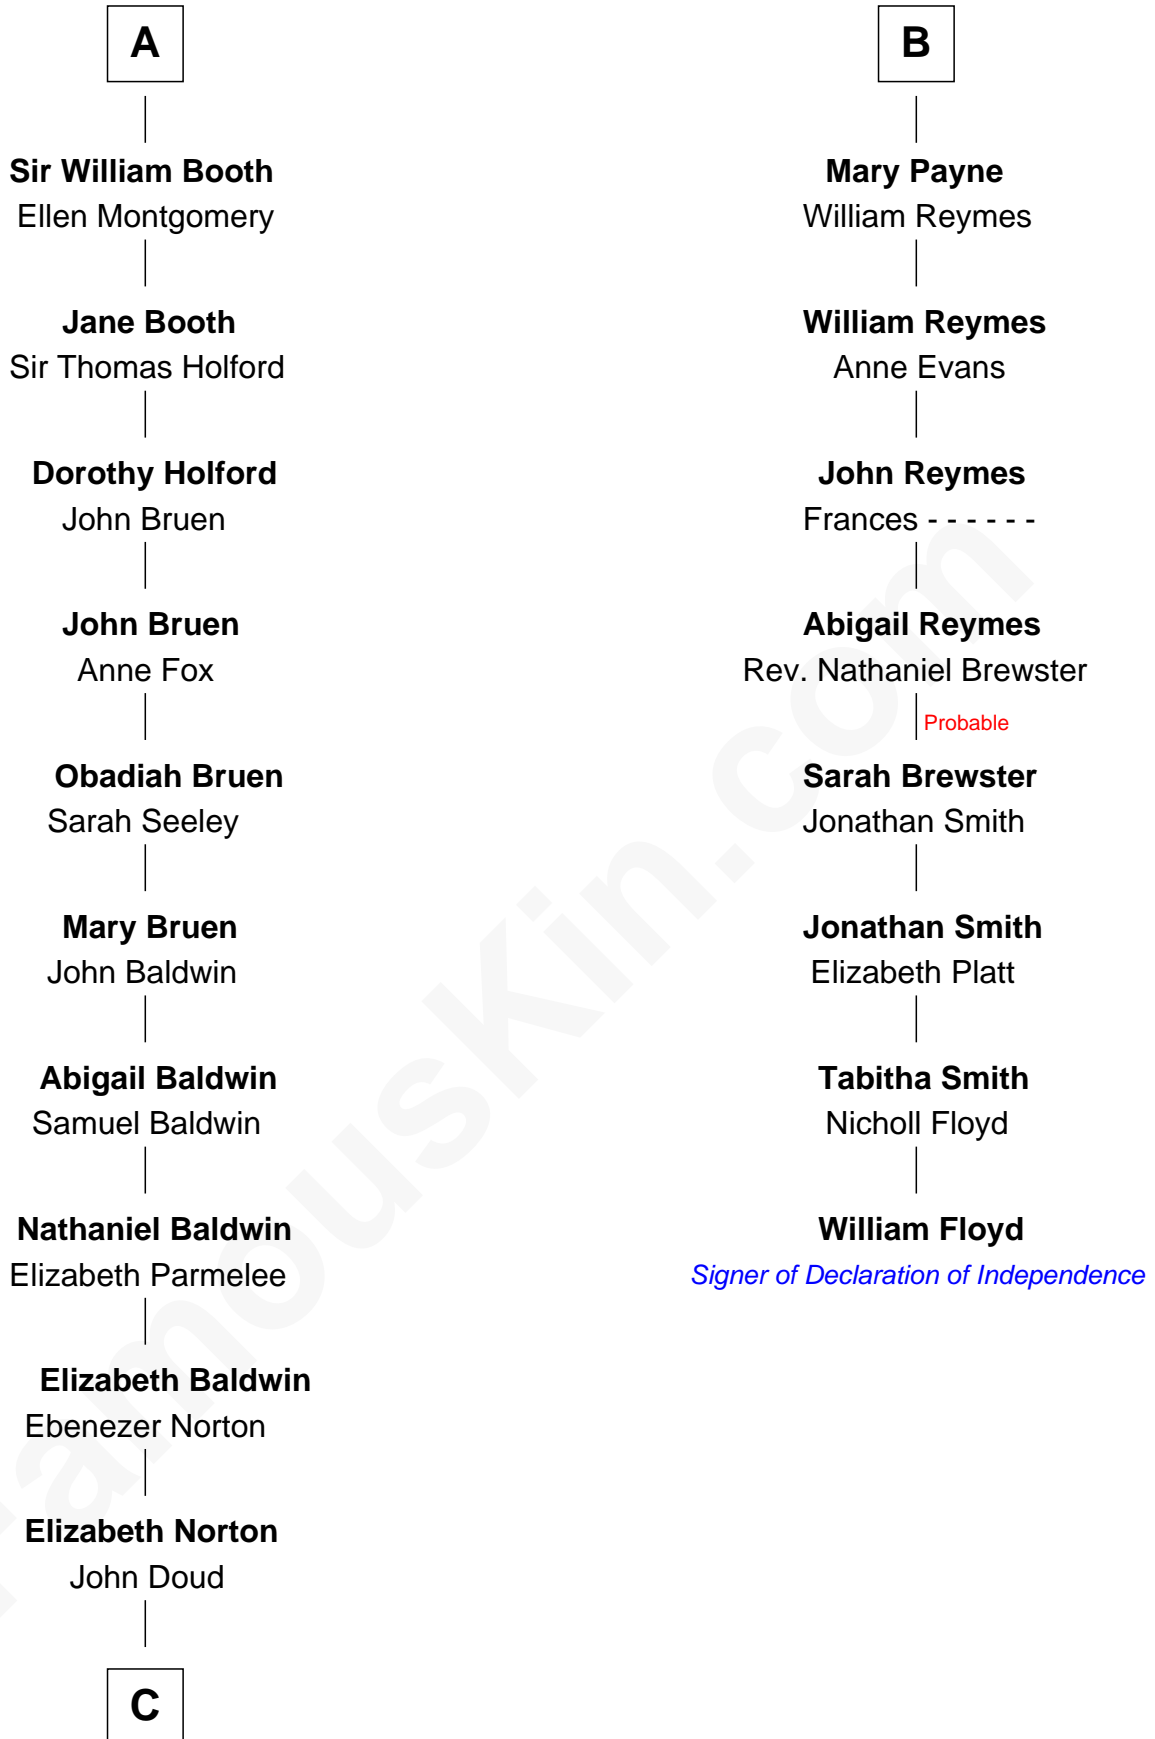 A
Sir William Booth
Ellen Montgomery
Jane Booth
Sir Thomas Holford
Dorothy Holford
John Bruen
John Bruen
Anne Fox
Obadiah Bruen
Sarah Seeley
Mary Bruen
John Baldwin
Abigail Baldwin
Samuel Baldwin
Nathaniel Baldwin
Elizabeth Parmelee
Elizabeth Baldwin
Ebenezer Norton
Elizabeth Norton
John Doud
C
B
Mary Payne
William Reymes
William Reymes
Anne Evans
John Reymes
Frances - - - - - -
Abigail Reymes
Rev. Nathaniel Brewster
Probable
Sarah Brewster
Jonathan Smith
Jonathan Smith
Elizabeth Platt
Tabitha Smith
Nicholl Floyd
William Floyd
Signer of Declaration of Independence
FamousKin.com